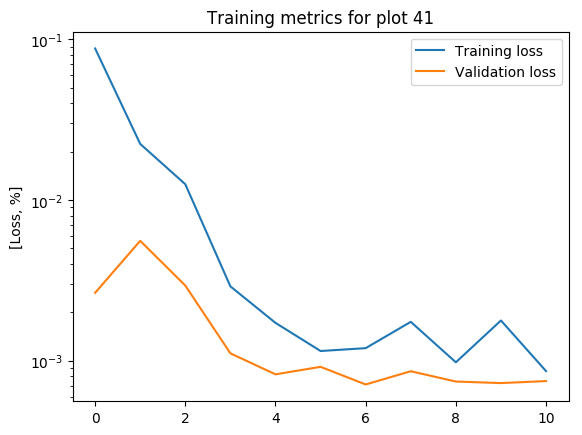 Training metrics for plot 41
Training loss
Validation loss
[Loss, %]
10⁻¹
10⁻²
10⁻³
0 2 4 6 8 10